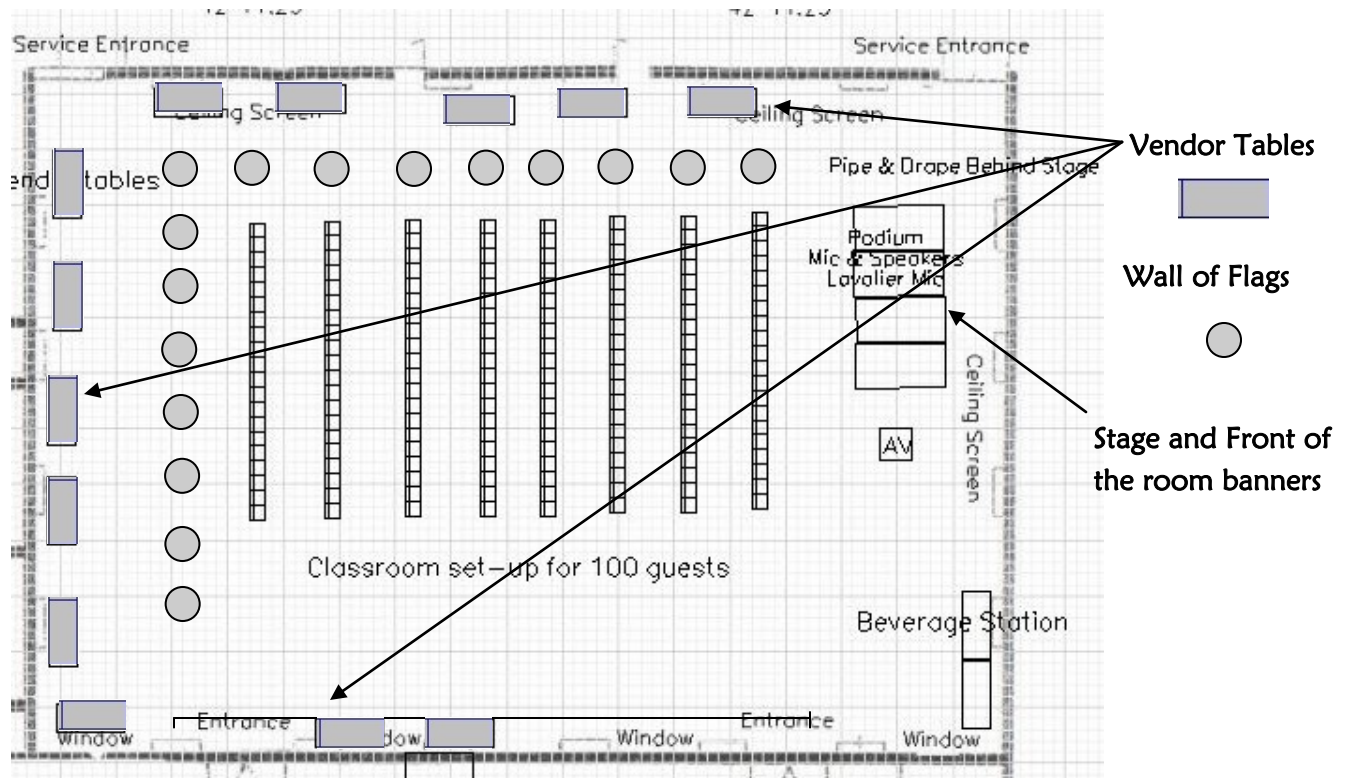 Service Entrance
Service Entrance
Ceiling Screen
Ceiling Screen
Vendor Tables
tables
Pipe & Drape Behind Stage
Podium
Mic & Speakers
Lavalier Mic
Wall of Flags
Ceiling Screen
Stage and Front of
the room banners
AV
Classroom set-up for 100 guests
Beverage Station
Entrance
Entrance
Window
Window
Window